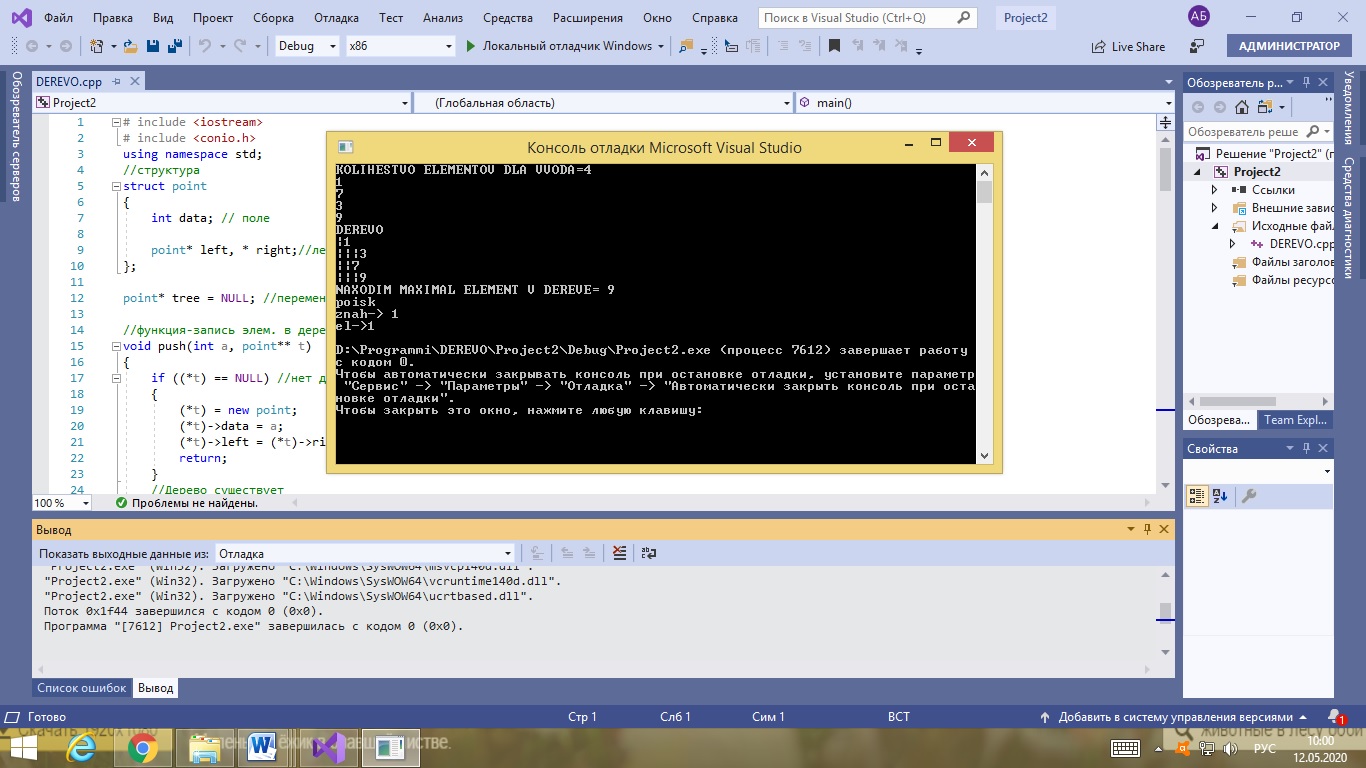 Файл Правка Вид Проект Сборка Отладка Тест Анализ Средства Расширения Окно Справка Поиск в Visual Studio (Ctrl+Q) Project2 АБ
Debug x86 Локальный отладчик Windows Live Share АДМИНИСТРАТОР
Обозреватель серверов
DEREVO.cpp
Project2 (Глобальная область) main()
1 # include <iostream>
2 # include <conio.h>
3 using namespace std;
4 //структура
5 struct point
6 {
7 int data; // поле
8
9 point* left, * right;//ле
10 };
11
12 point* tree = NULL; //перемен
13
14 //функция-запись элем. в дере
15 void push(int a, point** t)
16 {
17 if ((*t) == NULL) //нет д
18 {
19 (*t) = new point;
20 (*t)->data = a;
21 (*t)->left = (*t)->ri
22 return;
23 }
24 //Дерево существует
100 % Проблемы не найдены.
Консоль отладки Microsoft Visual Studio
KOLIHESTVO ELEMENTOV DLA VVODA=4
1
7
3
9
DEREVO
¦1
¦¦¦3
¦¦7
¦¦¦9
NAXODIM MAXIMAL ELEMENT V DEREVE= 9
poisk
znah-> 1
el->1
D:\Programmi\DEREVO\Project2\Debug\Project2.exe (процесс 7612) завершает работу
с кодом 0.
Чтобы автоматически закрывать консоль при остановке отладки, установите параметр
"Сервис" -> "Параметры" -> "Отладка" -> "Автоматически закрыть консоль при оста
новке отладки".
Чтобы закрыть это окно, нажмите любую клавишу:
Обозреватель р...
Обозреватель реше
Решение "Project2" (
Project2
Ссылки
Внешние завис
Исходные фай
DEREVO.cpp
Файлы заголов
Файлы ресурсо
Обозрева... Team Expl...
Свойства
Уведомления
Средства диагностики
Вывод
Показать выходные данные из: Отладка
"Project2.exe" (Win32). Загружено "C:\Windows\SysWOW64\msvcp140d.dll".
"Project2.exe" (Win32). Загружено "C:\Windows\SysWOW64\vcruntime140d.dll".
"Project2.exe" (Win32). Загружено "C:\Windows\SysWOW64\ucrtbased.dll".
Поток 0x1f44 завершился с кодом 0 (0x0).
Программа "[7612] Project2.exe" завершилась с кодом 0 (0x0).
Список ошибок Вывод
Готово Стр 1 Слб 1 Сим 1 ВСТ Добавить в систему управления версиями 1
РУС
10:00
12.05.2020